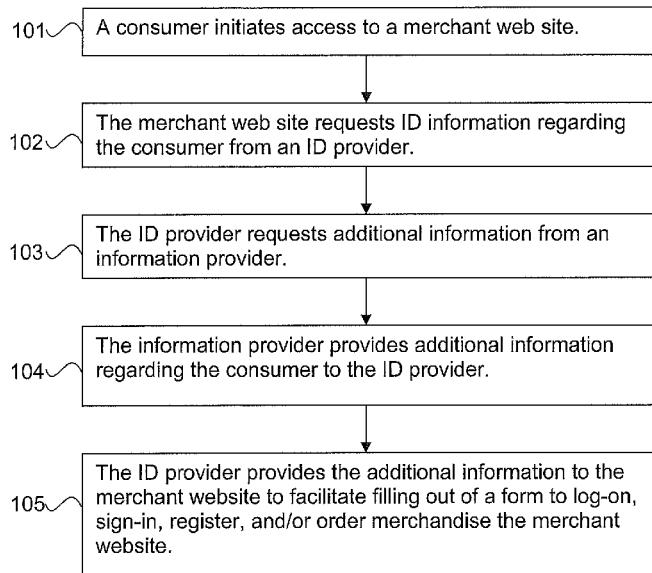 101
A consumer initiates access to a merchant web site.
102
The merchant web site requests ID information regarding
the consumer from an ID provider.
103
The ID provider requests additional information from an
information provider.
104
The information provider provides additional information
regarding the consumer to the ID provider.
105
The ID provider provides the additional information to the
merchant website to facilitate filling out of a form to log-on,
sign-in, register, and/or order merchandise the merchant
website.